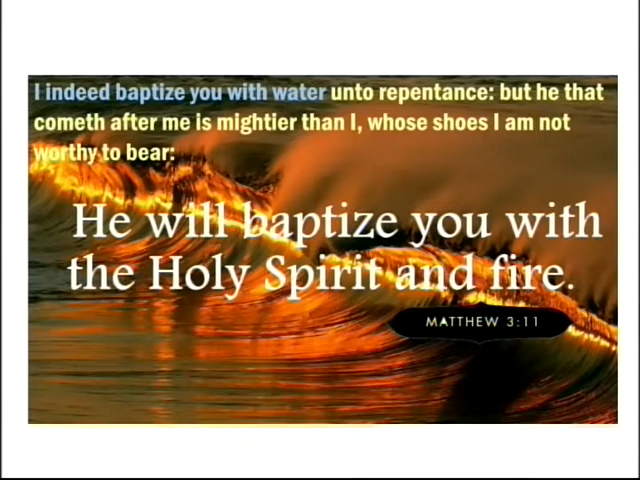 I indeed baptize you with water unto repentance: but he that
cometh after me is mightier than I, whose shoes I am not
worthy to bear:
He will baptize you with
the Holy Spirit and fire.
MATTHEW 3:11